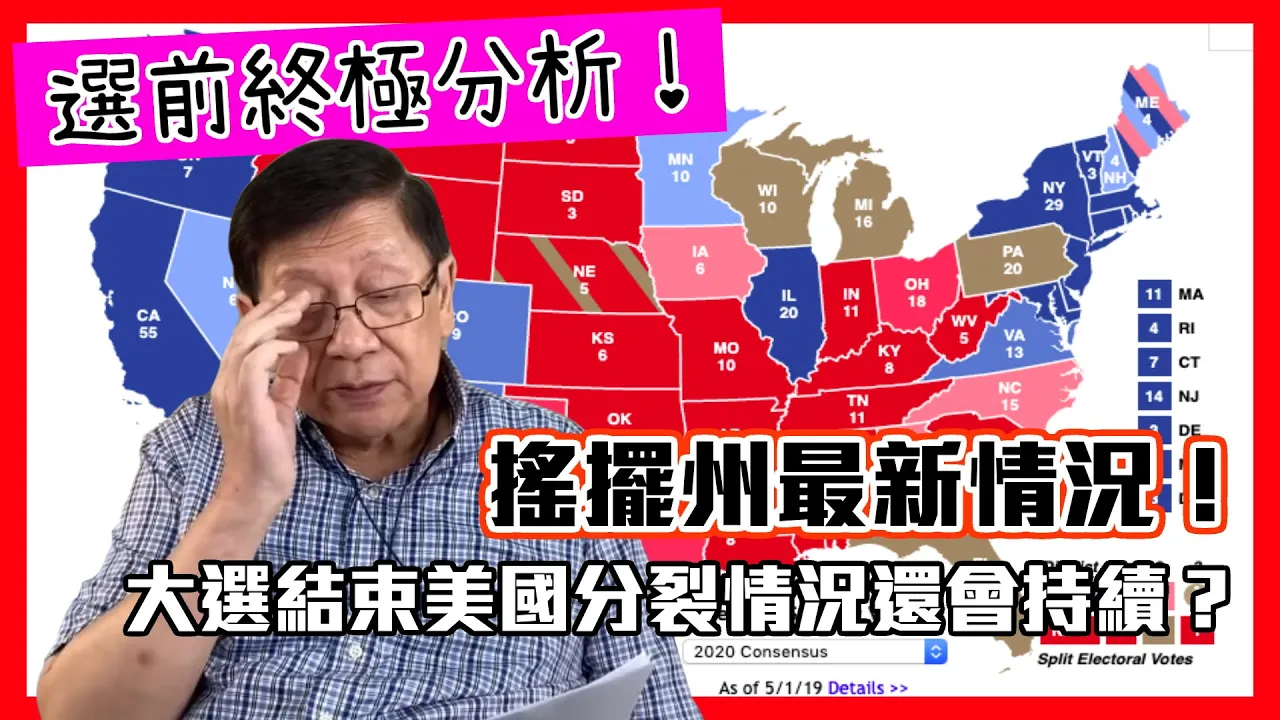 選前終極分析！
7
SD
3
MN
10
WI
10
MI
16
ME
4
VT
3
4
NH
NY
29
NE
5
IA
6
PA
20
CA
55
IL
20
IN
11
OH
18
WV
5
VA
13
KS
6
MO
10
KY
8
NC
15
TN
11
OK
11 MA
4 RI
7 CT
14 NJ
DE
搖擺州最新情況！
8
大選結束美國分裂情況還會持續？
2020 Consensus
Split Electoral Votes
As of 5/1/19 Details >>